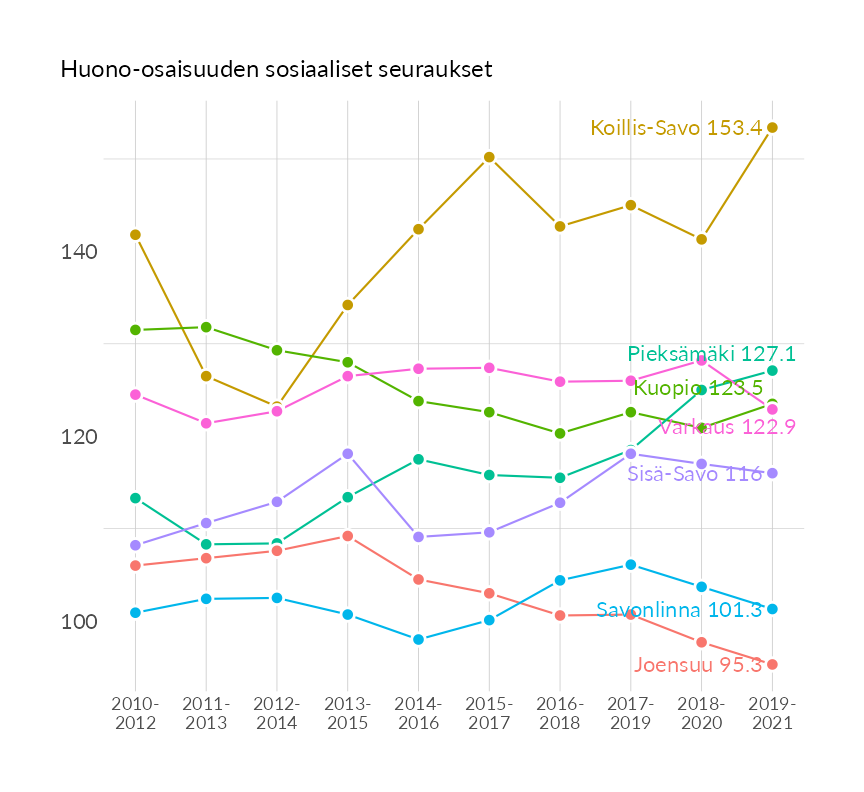 Huono-osaisuuden sosiaaliset seuraukset
Koillis-Savo 153.4
140
Pieksämäki 127.1
Kuopio 123.5
120
Varkaus 122.9
Sisä-Savo 116
Savonlinna 101.3
100
Joensuu 95.3
2010- 2011- 2012- 2013- 2014- 2015- 2016- 2017- 2018- 2019-
2012 2013 2014 2015 2016 2017 2018 2019 2020 2021